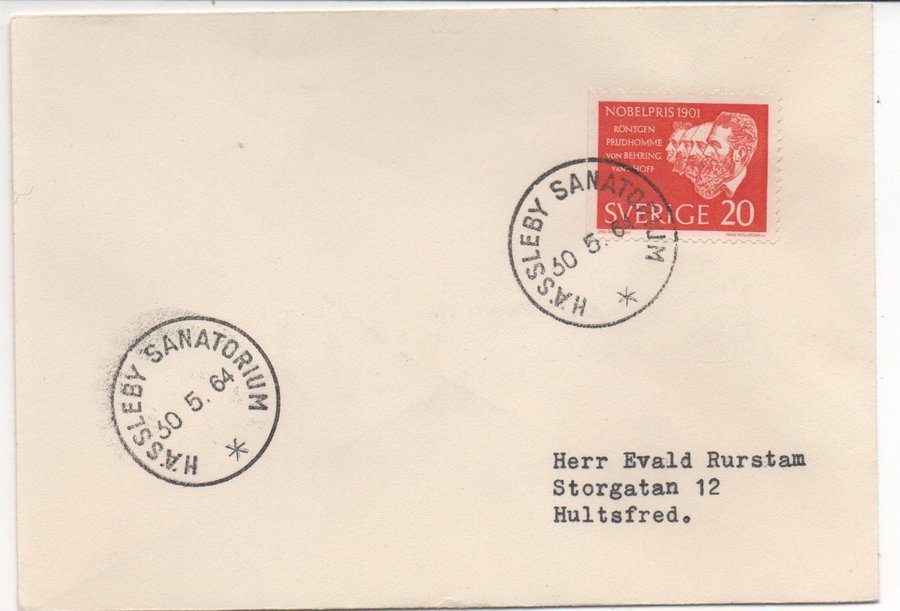 NOBELPRIS 1901
RÖNTGEN
PRUDHOMME
VON BEHRING
VAN'T HOFF
SVERIGE 20
HÄSSLEBY SANATORIUM
30 5. 64
HÄSSLEBY SANATORIUM
30 5. 64
Herr Evald Rurstam
Storgatan 12
Hultsfred.